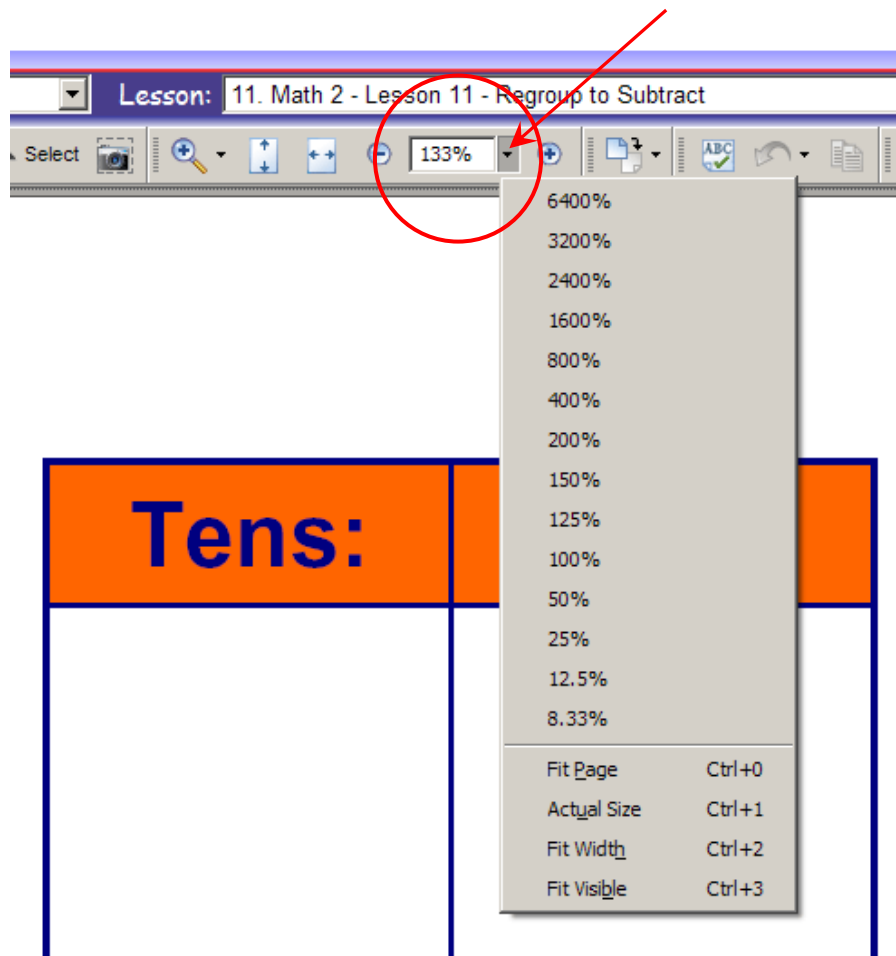 Lesson: 11. Math 2 - Lesson 11 - Regroup to Subtract
Select 133% ABC
6400%
3200%
2400%
1600%
800%
400%
200%
150%
125%
100%
50%
25%
12.5%
8.33%
Fit Page Ctrl+0
Actual Size Ctrl+1
Fit Width Ctrl+2
Fit Visible Ctrl+3
Tens: